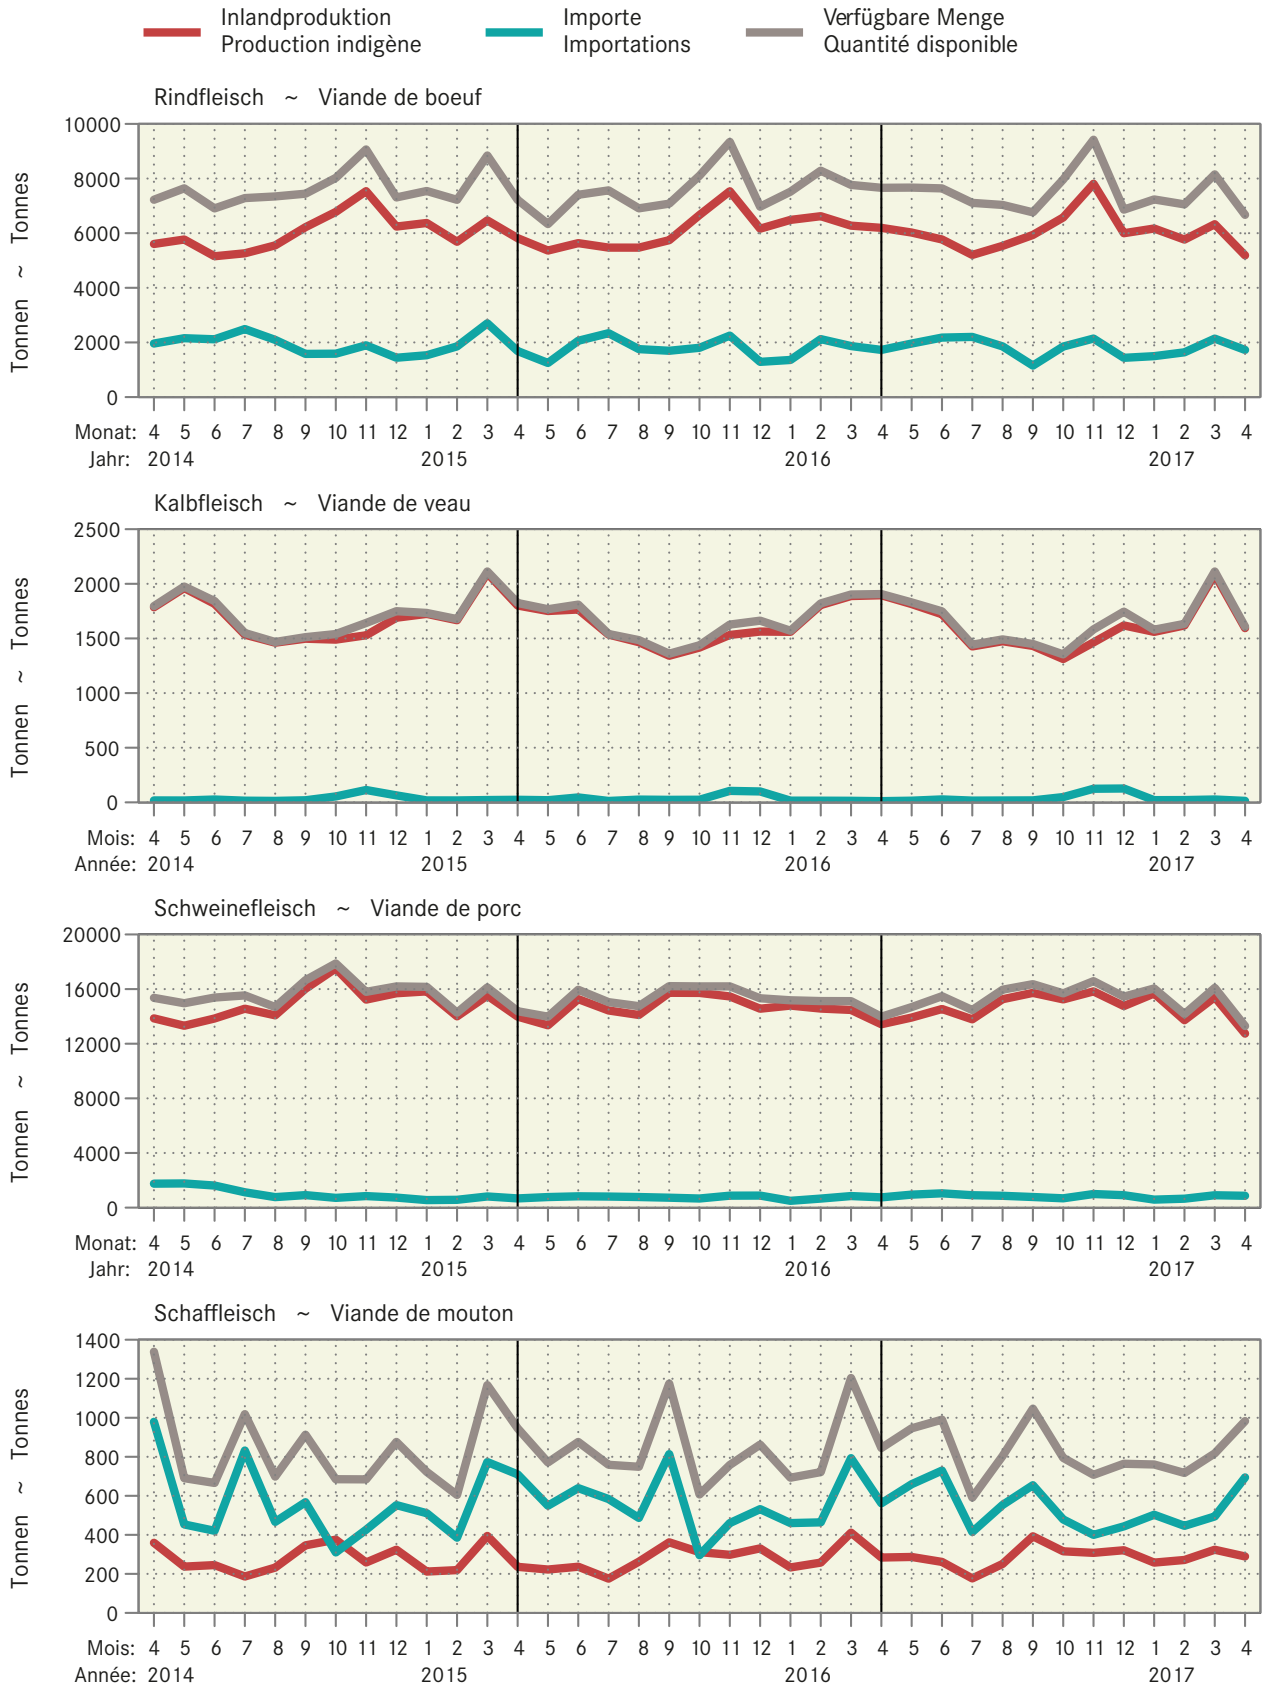 Inlandproduktion
Production indigène
Importe
Importations
Verfügbare Menge
Quantité disponible
Rindfleisch ~ Viande de boeuf
Tonnen ~ Tonnes
10000
8000
6000
4000
2000
0
Monat: 4 5 6 7 8 9 10 11 12 1 2 3 4 5 6 7 8 9 10 11 12 1 2 3 4 5 6 7 8 9 10 11 12 1 2 3 4
Jahr: 2014 2015 2016 2017
Kalbfleisch ~ Viande de veau
Tonnen ~ Tonnes
2500
2000
1500
1000
500
0
Mois: 4 5 6 7 8 9 10 11 12 1 2 3 4 5 6 7 8 9 10 11 12 1 2 3 4 5 6 7 8 9 10 11 12 1 2 3 4
Année: 2014 2015 2016 2017
Schweinefleisch ~ Viande de porc
Tonnen ~ Tonnes
20000
16000
12000
8000
4000
0
Monat: 4 5 6 7 8 9 10 11 12 1 2 3 4 5 6 7 8 9 10 11 12 1 2 3 4 5 6 7 8 9 10 11 12 1 2 3 4
Jahr: 2014 2015 2016 2017
Schaffleisch ~ Viande de mouton
Tonnen ~ Tonnes
1400
1200
1000
800
600
400
200
0
Mois: 4 5 6 7 8 9 10 11 12 1 2 3 4 5 6 7 8 9 10 11 12 1 2 3 4 5 6 7 8 9 10 11 12 1 2 3 4
Année: 2014 2015 2016 2017